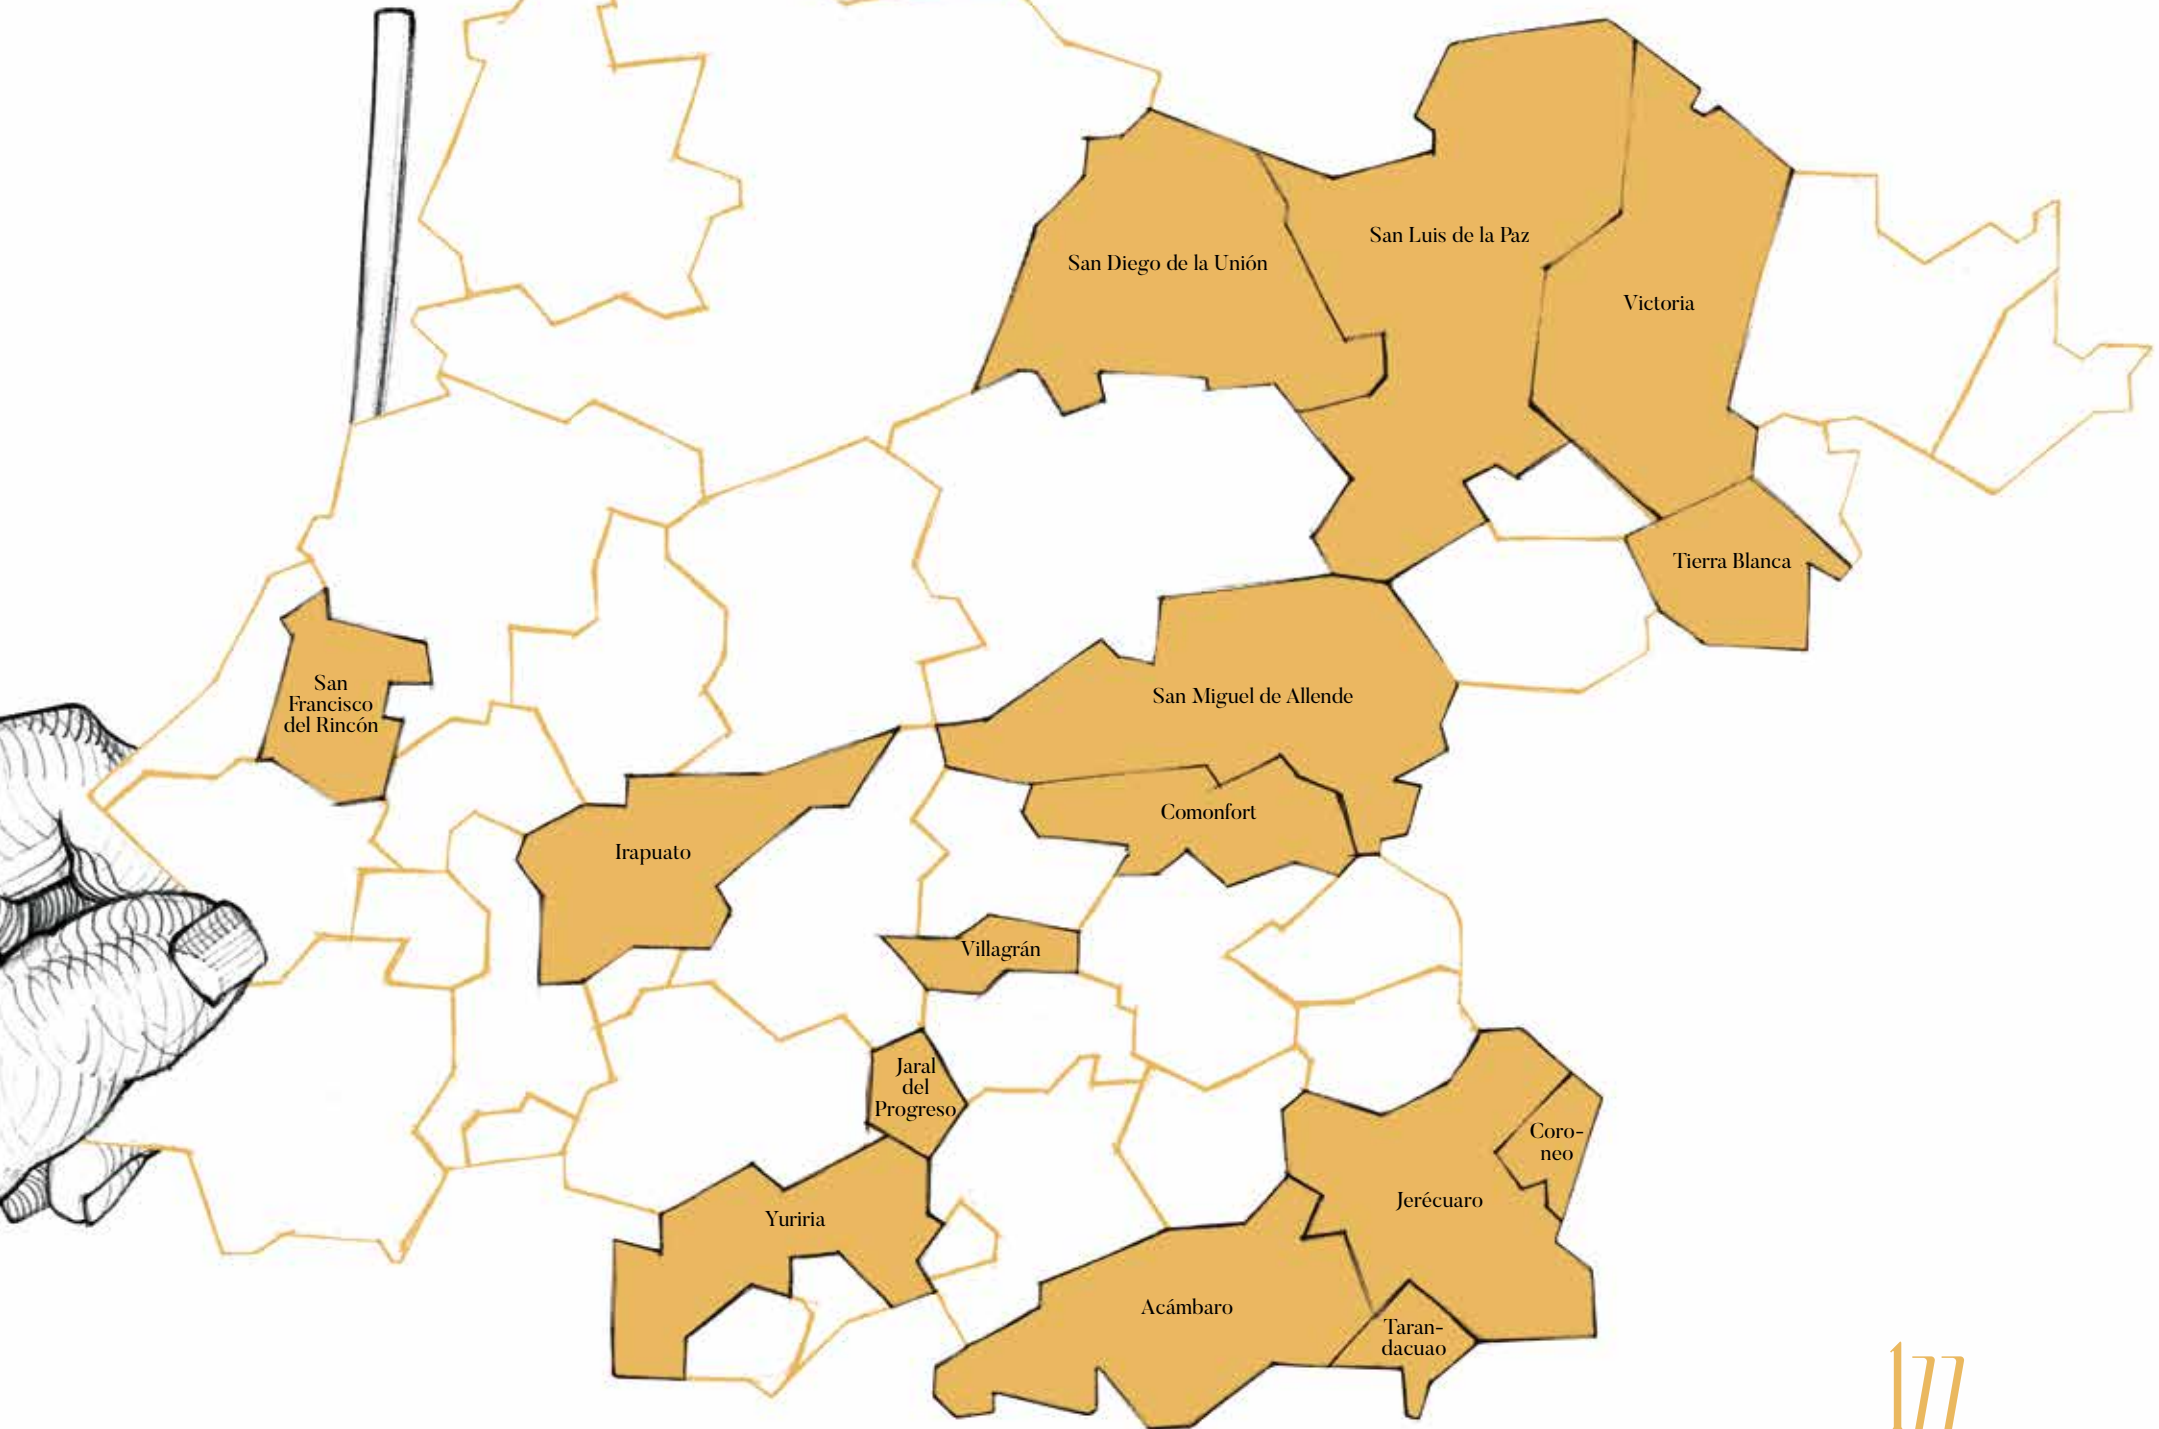 San Luis de la Paz
San Diego de la Unión
Victoria
Tierra Blanca
San
Francisco
del Rincón
San Miguel de Allende
Comonfort
Irapuato
Villagrán
Jaral
del
Progreso
Coro-
neo
Jerécuaro
Yuriria
Acámbaro
Taran-
dacuao
177